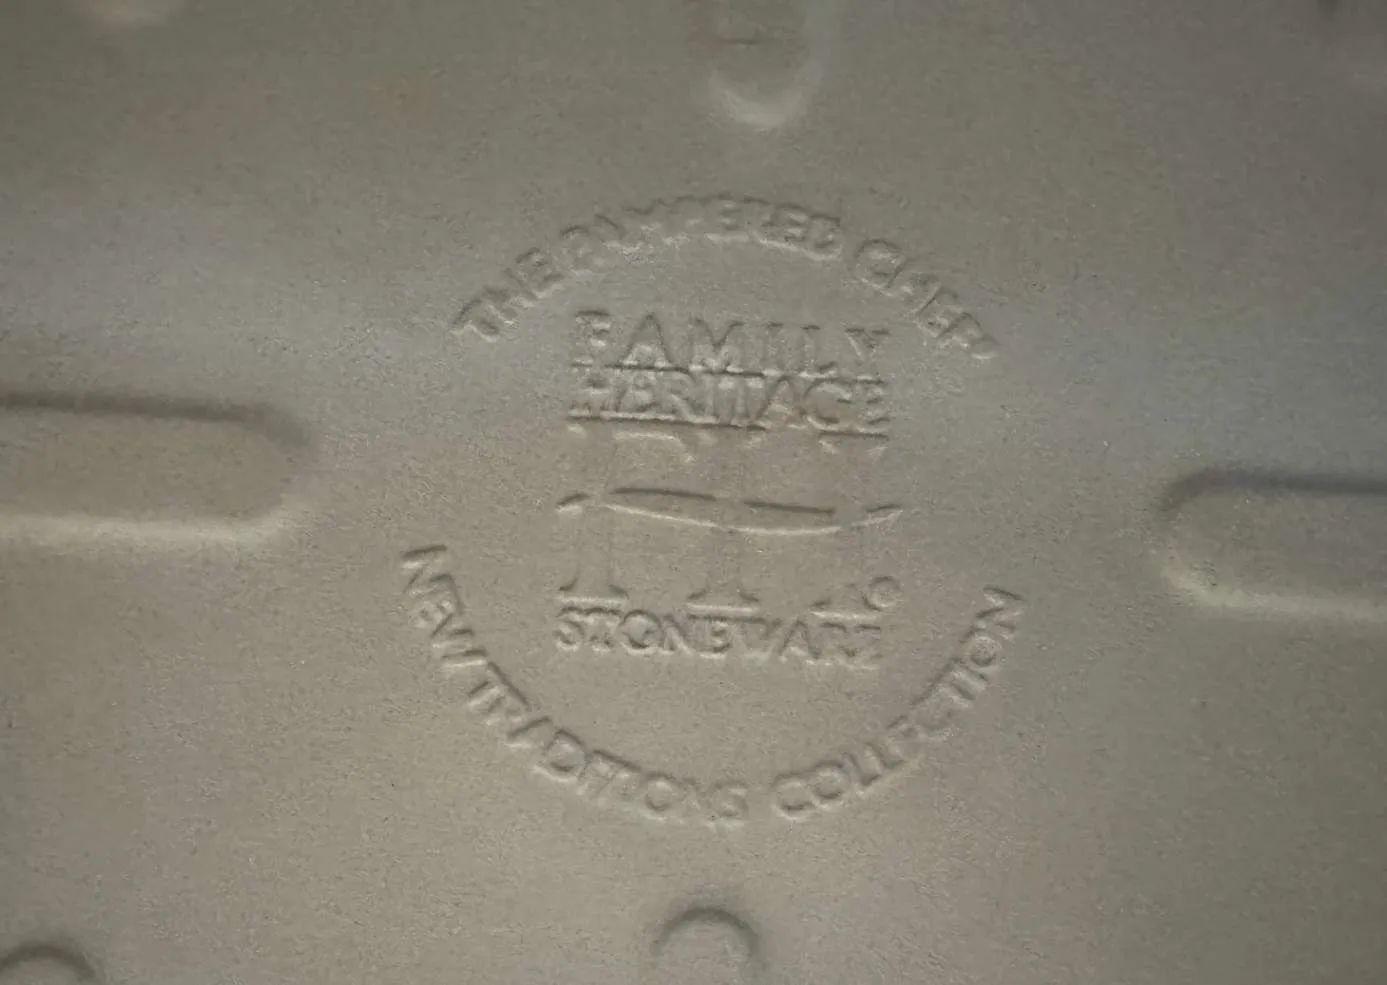 THE PAMPERED CHEF
FAMILY
HERITAGE
STONEWARE
NEW TRADITIONS COLLECTION